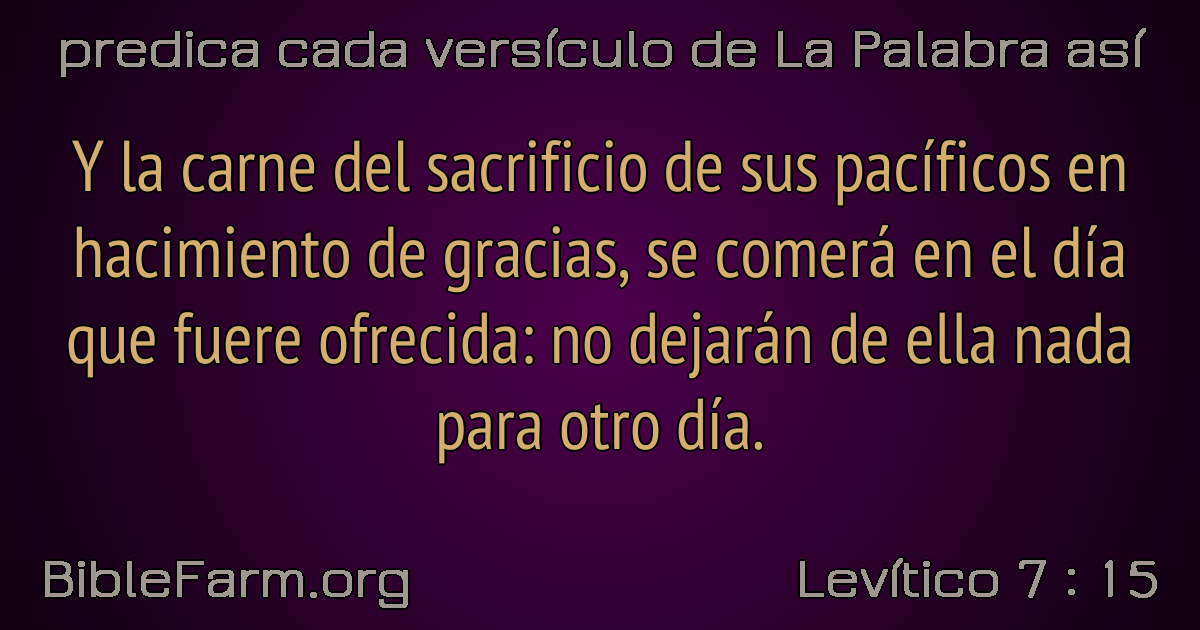 predica cada versículo de La Palabra así
Y la carne del sacrificio de sus pacíficos en
hacimiento de gracias, se comerá en el día
que fuere ofrecida: no dejarán de ella nada
para otro día.
BibleFarm.org
Levítico 7 : 15